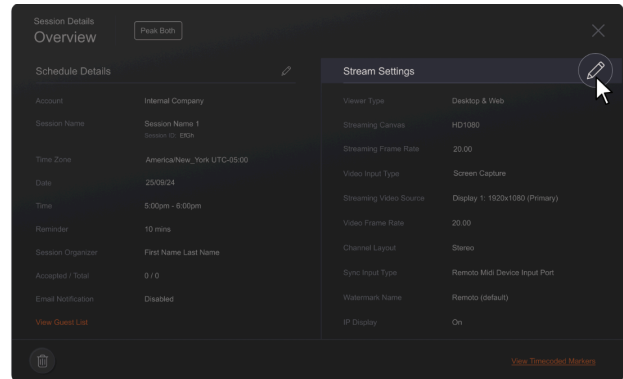 Session Details
Overview
Peak Both
Schedule Details
Account Internal Company
Session Name Session Name 1
Session ID: EfGh
Time Zone America/New_York UTC-05:00
Date 25/09/24
Time 5:00pm - 6:00pm
Reminder 10 mins
Session Organizer First Name Last Name
Accepted / Total 0 / 0
Email Notification Disabled
View Guest List
Stream Settings
Viewer Type Desktop & Web
Streaming Canvas HD1080
Streaming Frame Rate 20.00
Video Input Type Screen Capture
Streaming Video Source Display 1: 1920x1080 (Primary)
Video Frame Rate 20.00
Channel Layout Stereo
Sync Input Type Remoto Midi Device Input Port
Watermark Name Remoto (default)
IP Display On
View Timecoded Markers